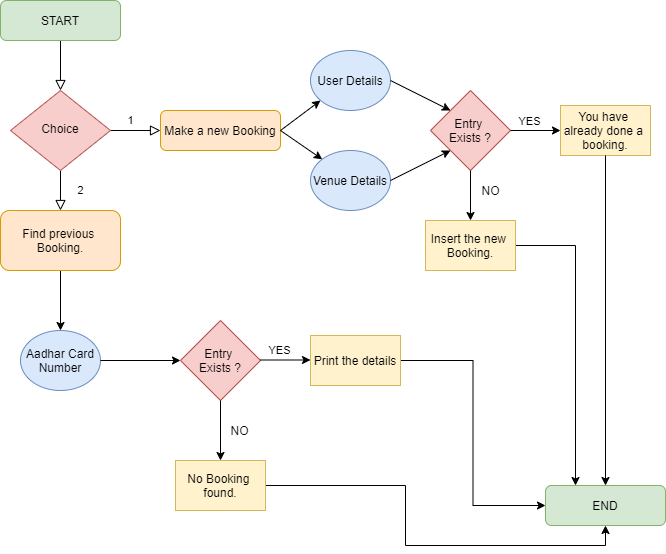 START
Choice
1
Make a new Booking
User Details
Venue Details
Entry
Exists ?
YES
You have
already done a
booking.
NO
Insert the new
Booking.
2
Find previous
Booking.
Aadhar Card
Number
Entry
Exists ?
YES
Print the details
NO
No Booking
found.
END